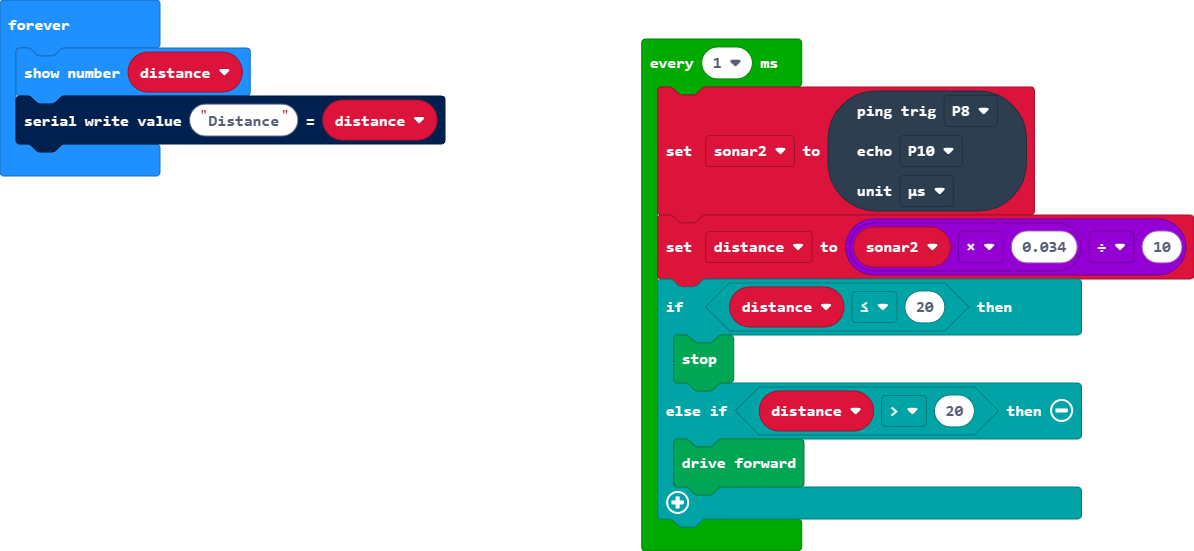 forever
show number distance
serial write value "Distance" = distance
every 1 ms
set sonar2 to ping trig P8
echo P10
unit µs
set distance to sonar2 × 0.034 ÷ 10
if distance ≤ 20 then
stop
else if distance > 20 then
drive forward